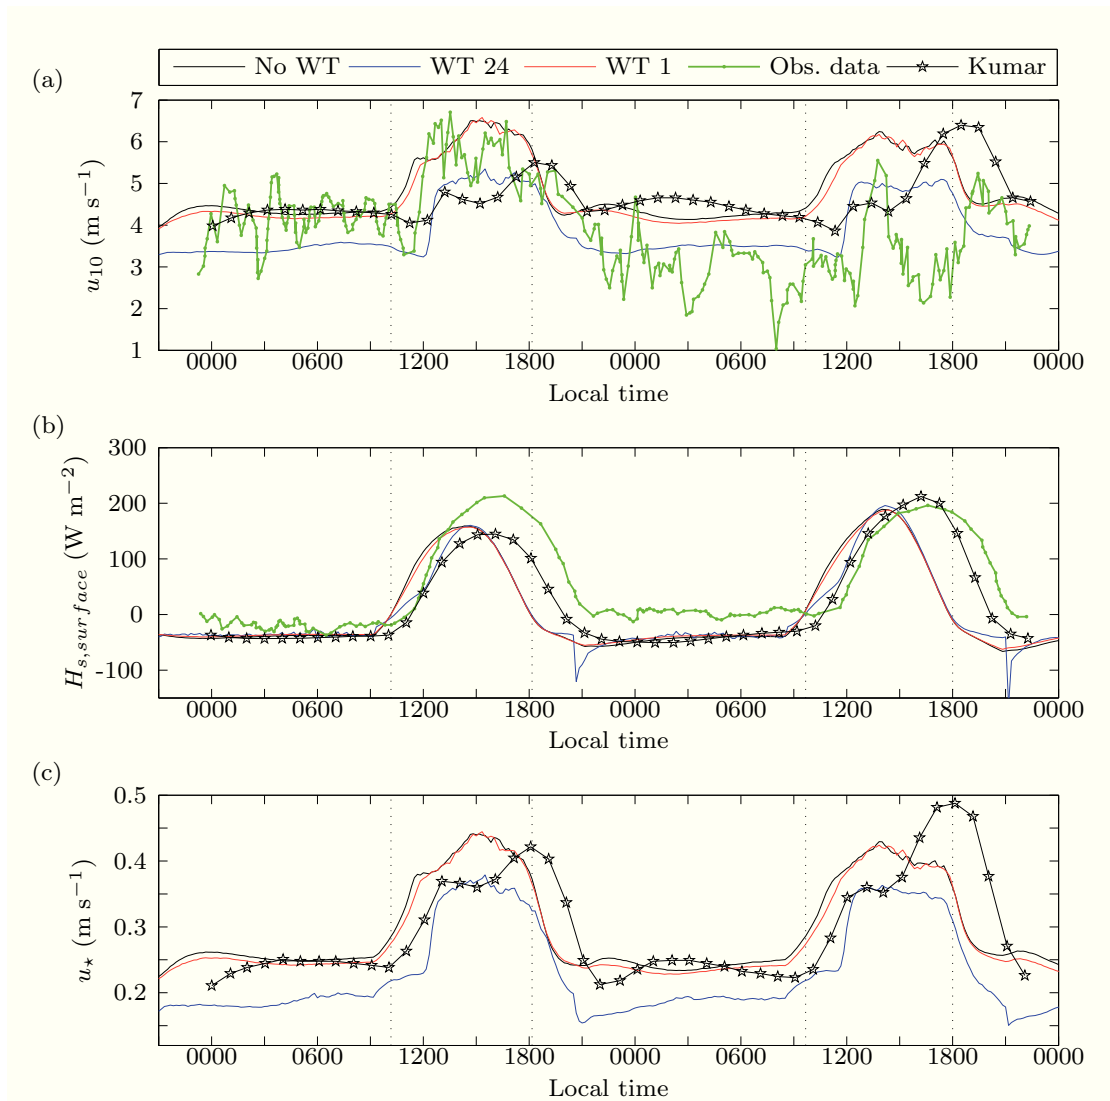 No WT WT 24 WT 1 Obs. data Kumar
(a)
7
6
5
4
3
2
1
u₁₀ (m s⁻¹)
0000 0600 1200 1800 0000 0600 1200 1800 0000
Local time
(b)
300
200
100
0
-100
H_{s,surface} (W m⁻²)
0000 0600 1200 1800 0000 0600 1200 1800 0000
Local time
(c)
0.5
0.4
0.3
0.2
u⋆ (m s⁻¹)
0000 0600 1200 1800 0000 0600 1200 1800 0000
Local time